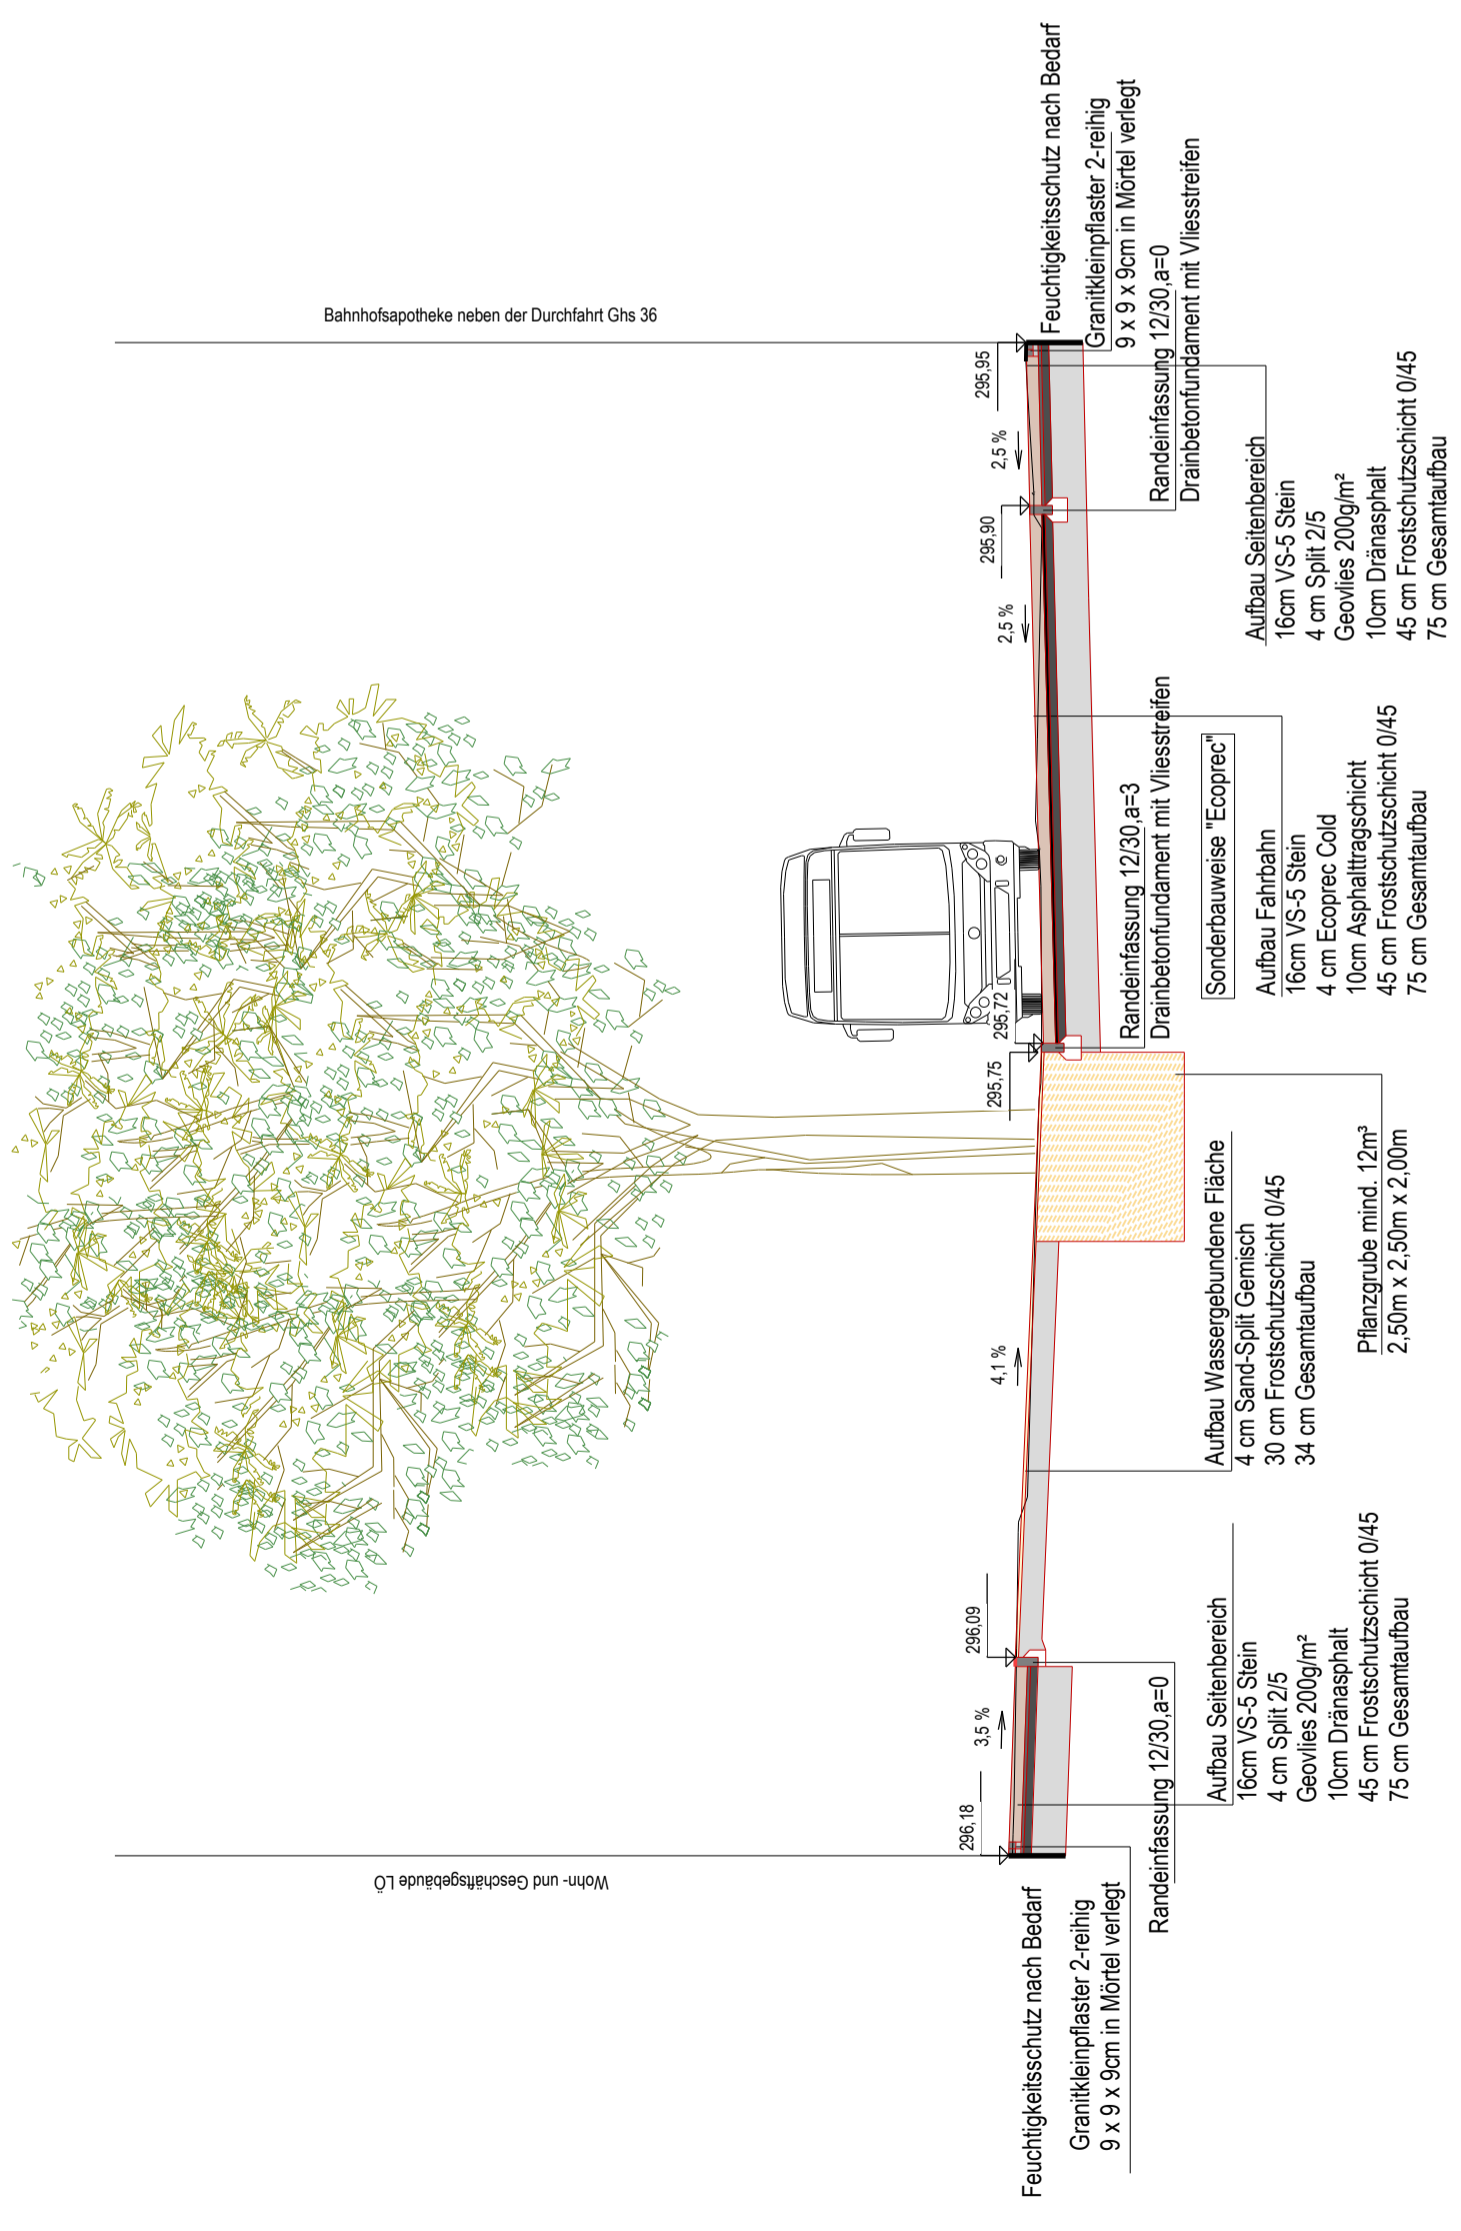 Wohn- und Geschäftsgebäude LÖ
Bahnhofsapotheke neben der Durchfahrt Ghs 36
296,18
3,5 %
296,09
4,1 %
295,75
295,72
2,5 %
295,90
2,5 %
295,95
Feuchtigkeitsschutz nach Bedarf
Granitkleinpflaster 2-reihig
9 x 9 x 9cm in Mörtel verlegt
Randeinfassung 12/30,a=0
Aufbau Seitenbereich
16cm VS-5 Stein
4 cm Split 2/5
Geovlies 200g/m²
10cm Dränasphalt
45 cm Frostschutzschicht 0/45
75 cm Gesamtaufbau
Aufbau Wassergebundene Fläche
4 cm Sand-Split Gemisch
30 cm Frostschutzschicht 0/45
34 cm Gesamtaufbau
Pflanzgrube mind. 12m³
2,50m x 2,50m x 2,00m
Randeinfassung 12/30,a=3
Drainbetonfundament mit Vliesstreifen
Sonderbauweise "Ecoprec"
Aufbau Fahrbahn
16cm VS-5 Stein
4 cm Ecoprec Cold
10cm Asphalttragschicht
45 cm Frostschutzschicht 0/45
75 cm Gesamtaufbau
Feuchtigkeitsschutz nach Bedarf
Granitkleinpflaster 2-reihig
9 x 9 x 9cm in Mörtel verlegt
Randeinfassung 12/30,a=0
Drainbetonfundament mit Vliesstreifen
Aufbau Seitenbereich
16cm VS-5 Stein
4 cm Split 2/5
Geovlies 200g/m²
10cm Dränasphalt
45 cm Frostschutzschicht 0/45
75 cm Gesamtaufbau